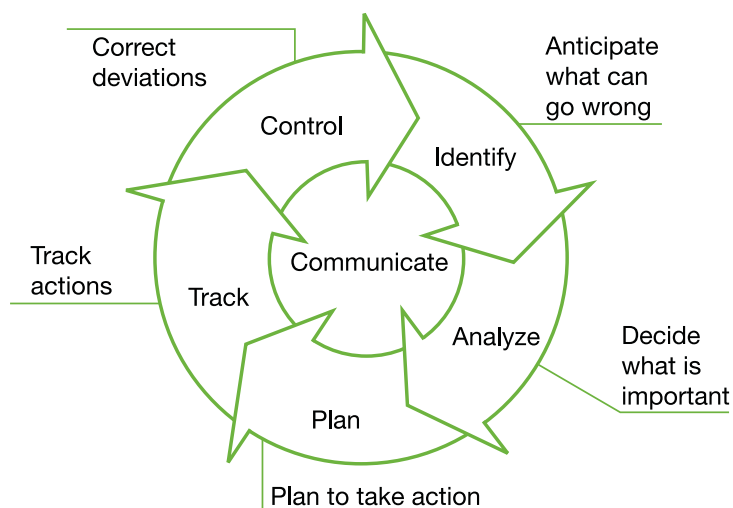 Correct
deviations
Anticipate
what can
go wrong
Control
Identify
Communicate
Track
actions
Track
Analyze
Decide
what is
important
Plan
Plan to take action